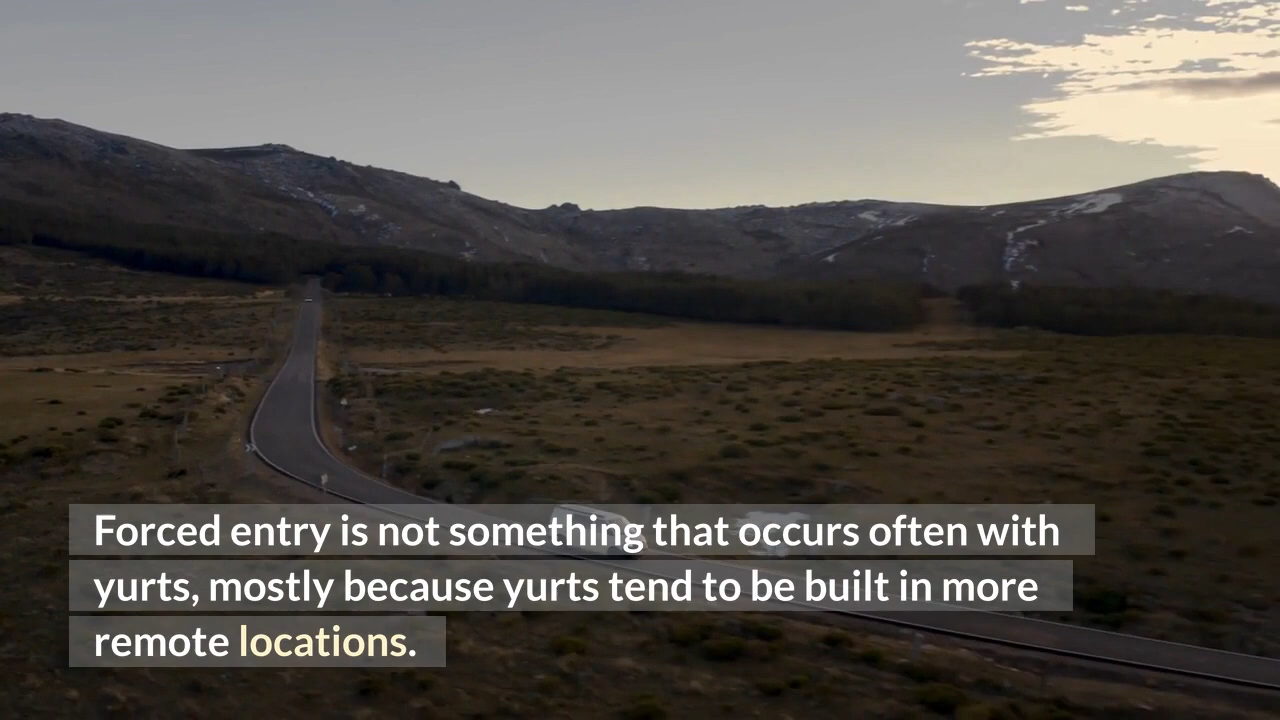 Forced entry is not something that occurs often with
yurts, mostly because yurts tend to be built in more
remote locations.